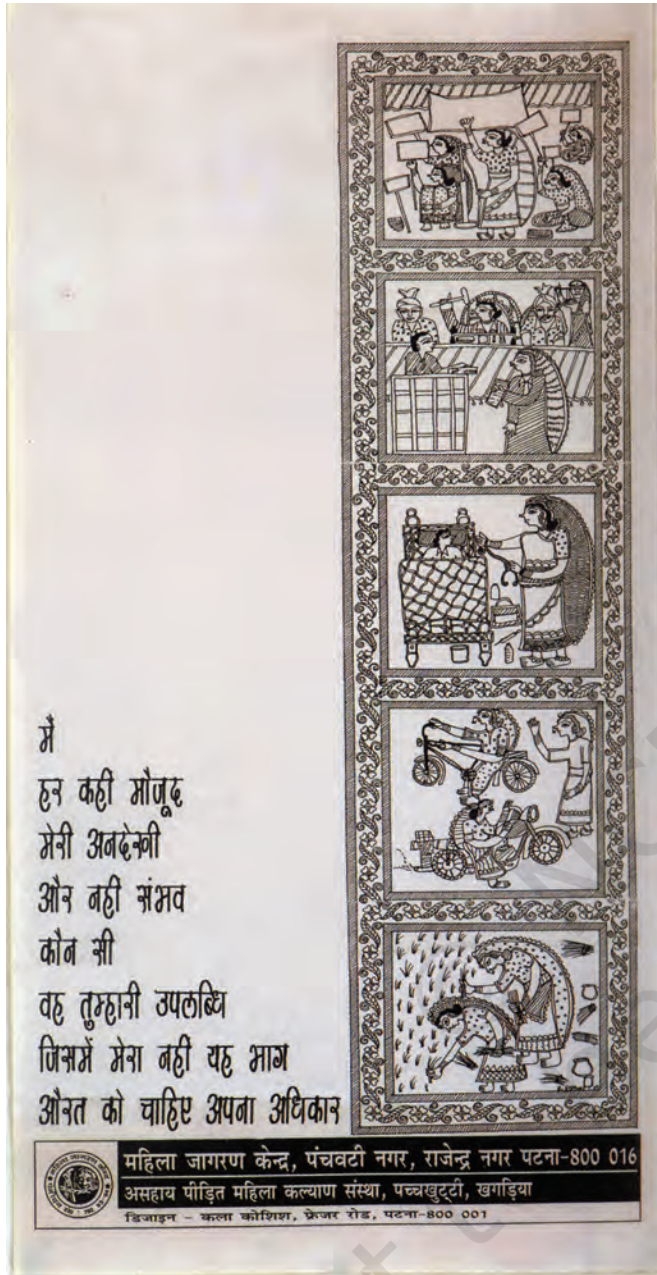 मैं
हर कहीं मौजूद
मेरी अनदेखी
और नहीं संभव
कौन सी
वह तुम्हारी उपलब्धि
जिसमें मेरा नहीं यह भाग
औरत को चाहिए अपना अधिकार
महिला जागरण केन्द्र, पंचवटी नगर, राजेन्द्र नगर पटना-800 016
असहाय पीड़ित महिला कल्याण संस्था, पच्चखुट्टी, खगड़िया
डिजाइन - कला कोशिश, फ्रेजर रोड, पटना-800 001